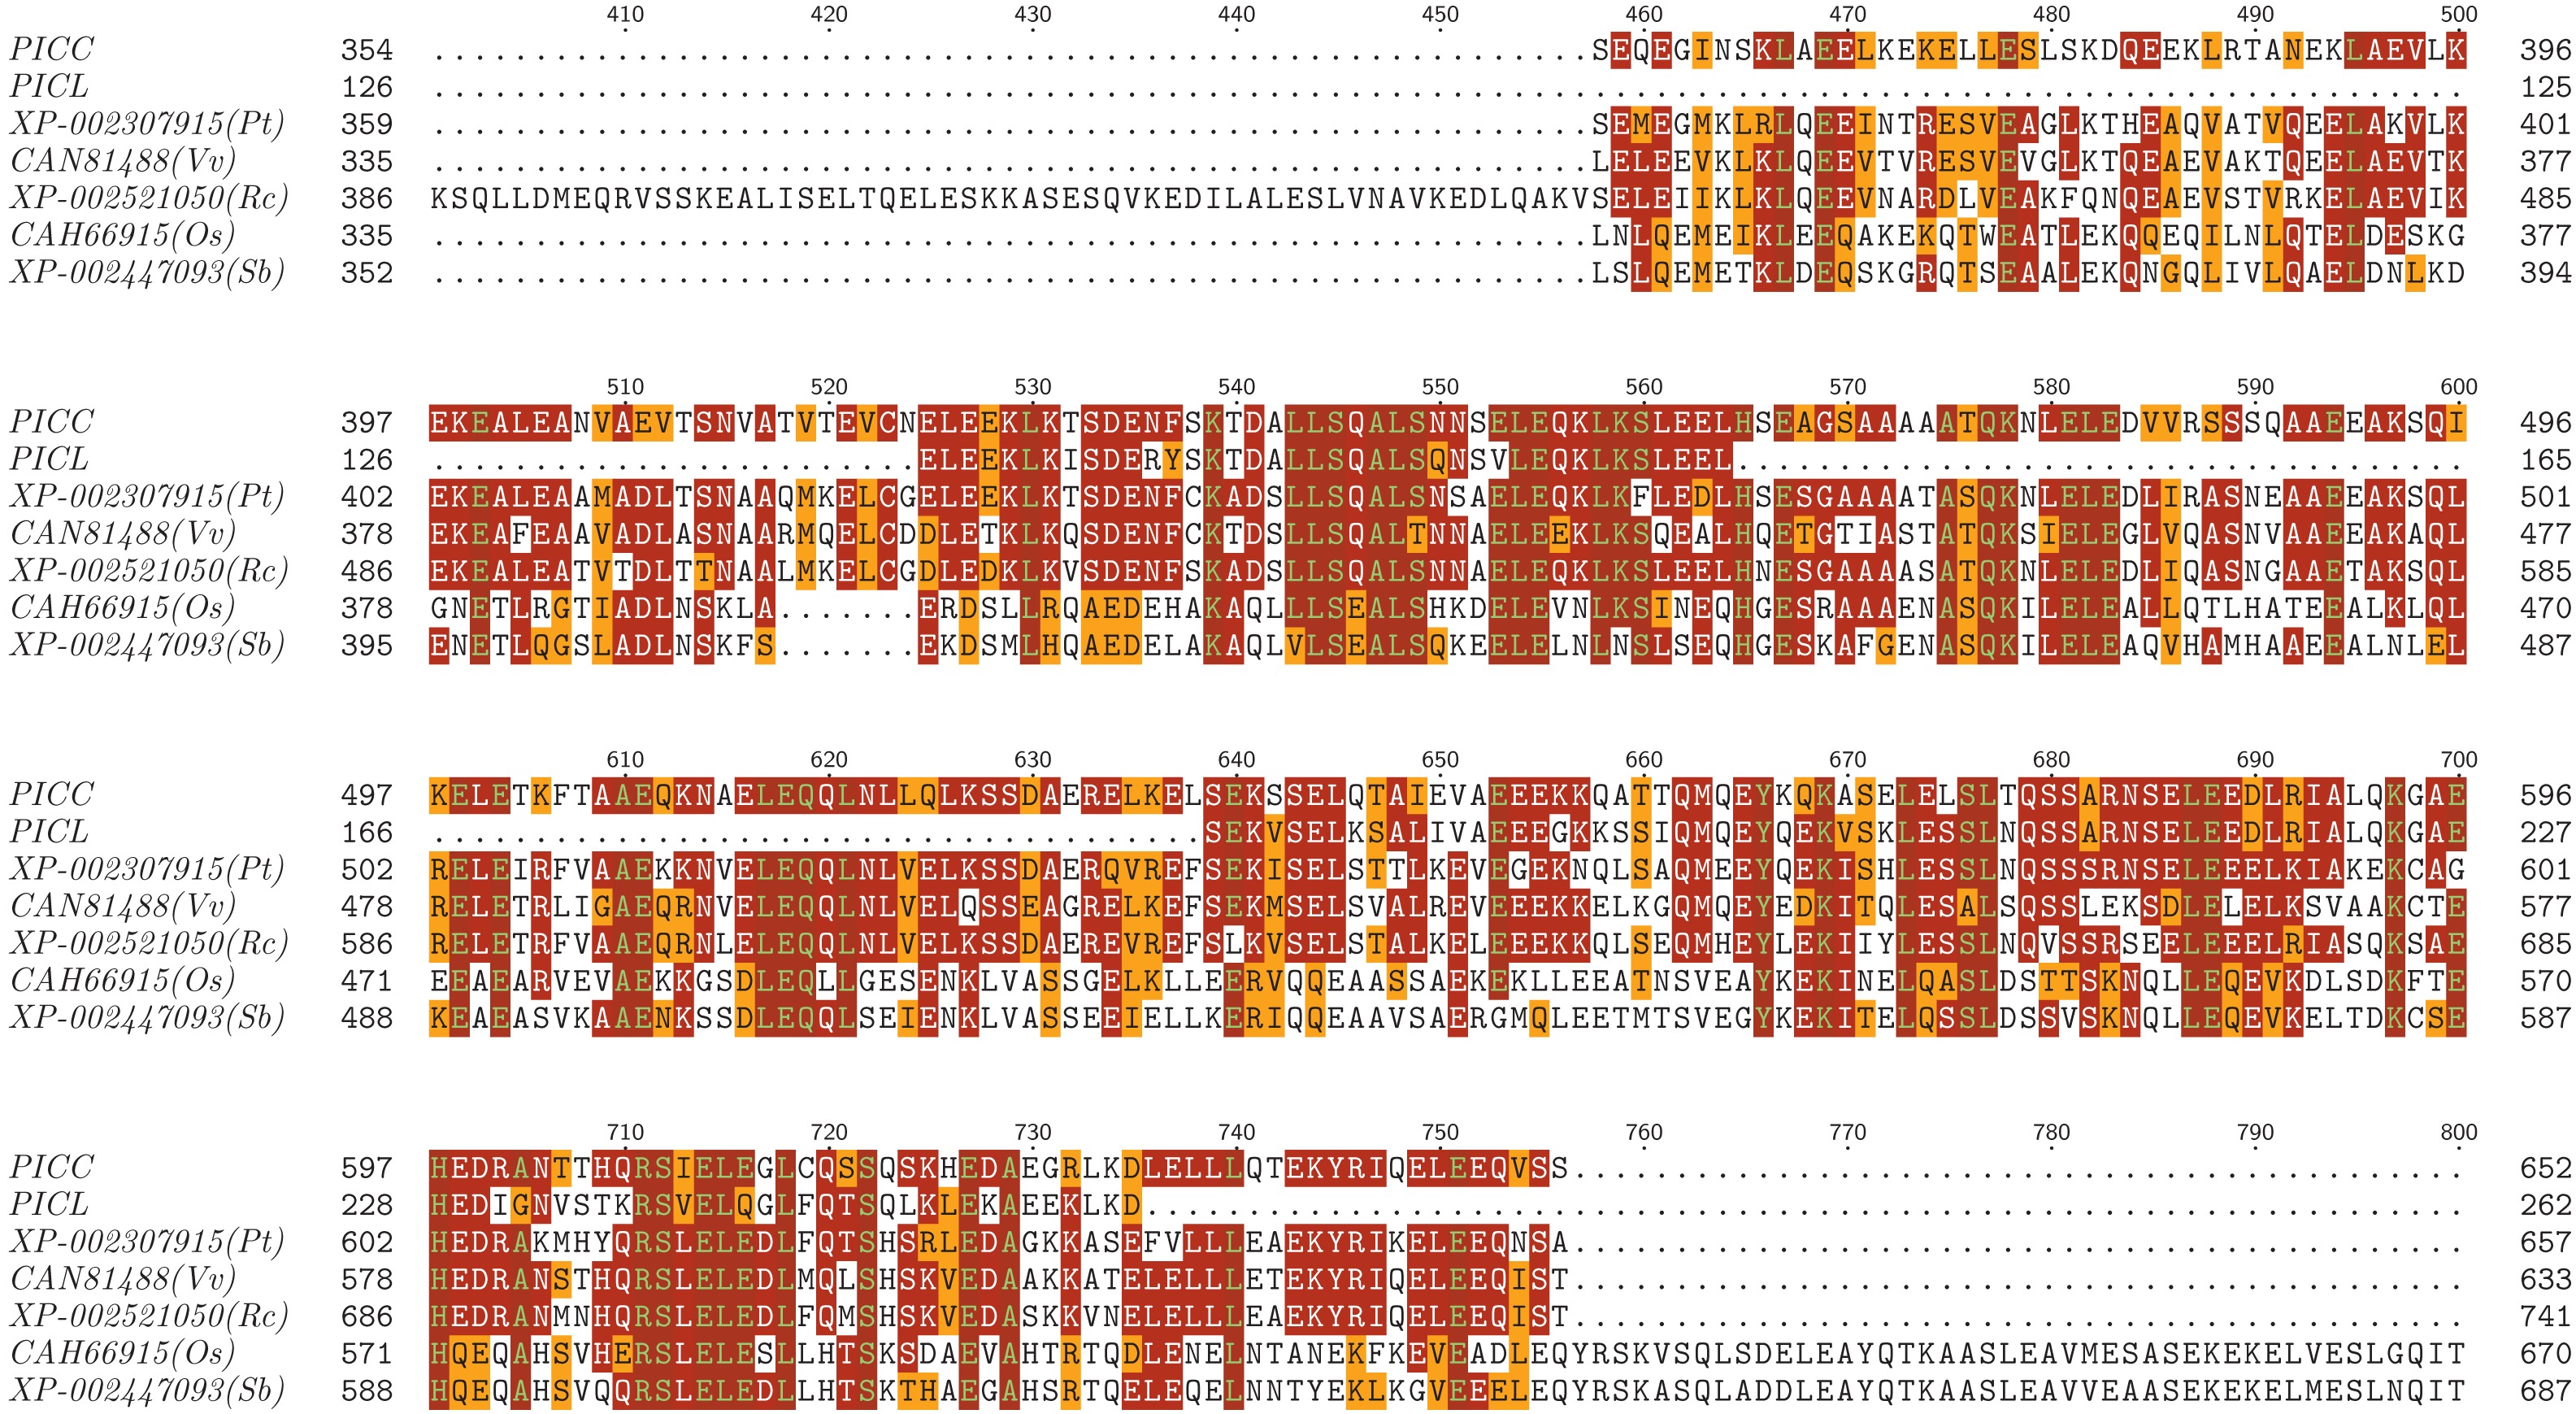 410 420 430 440 450 460 470 480 490 500
PICC 354 .........................................................SEQEGINSKLAEELKEKELLESLSKDQEEKLRTANEKLAEVLK 396
PICL 126 .................................................................................................... 125
XP-002307915(Pt) 359 .........................................................SEMEGMKLRLQEEINTRESVEAGLKTHEAQVATVQEELAKVLK 401
CAN81488(Vv) 335 .........................................................LELEEVKLKLQEEVTVRESVEVGLKTQEAEVAKTQEELAEVTK 377
XP-002521050(Rc) 386 KSQLLDMEQRVSSKEALISELTQELESKKASESQVKEDILALESLVNAVKEDLQAKVSELEIIKLKLQEEVNARDLVEAKFQNQEAEVSTVRKELAEVIK 485
CAH66915(Os) 335 .........................................................LNLQEMEIKLEEQAKEKQTWEATLEKQQEQILNLQTELDESKG 377
XP-002447093(Sb) 352 .........................................................LSLQEMETKLDEQSKGRQTSEAALEKQNGQLIVLQAELDNLKD 394
510 520 530 540 550 560 570 580 590 600
PICC 397 EKEALEANVAEVTSNVATVTEVCNELEEKLKTSDENFSKTDALLSQALSNNSELEQKLKSLEELHSEAGSAAAAATQKNLELEDVVRSSSQAAEEAKSQI 496
PICL 126 ........................ELEEKLKISDERYSKTDALLSQALSQNSVLEQKLKSLEEL.................................... 165
XP-002307915(Pt) 402 EKEALEAAMADLTSNAAQMKELCGELEEKLKTSDENFCKADSLLSQALSNSAELEQKLKFLEDLHSESGAAAATASQKNLELEDLIRASNEAAEEAKSQL 501
CAN81488(Vv) 378 EKEAFEAAVADLASNAARMQELCDDLETKLKQSDENFCKTDSLLSQALTNNAELEEKLKSQEALHQETGTIASTATQKSIELEGLVQASNVAAEEAKAQL 477
XP-002521050(Rc) 486 EKEALEATVTDLTTNAALMKELCGDLEDKLKVSDENFSKADSLLSQALSNNAELEQKLKSLEELHNESGAAAASATQKNLELEDLIQASNGAAETAKSQL 585
CAH66915(Os) 378 GNETLRGTIADLNSKLA.......ERDSLLRQAEDEHAKAQLLLSEALSHKDELEVNLKSINEQHGESRAAAENASQKILELEALLQTLHATEEALKLQL 470
XP-002447093(Sb) 395 ENETLQGSLADLNSKFS.......EKDSMLHQAEDELAKAQLVLSEALSQKEELELNLNSLSEQHGESKAFGENASQKILELEAQVHAMHAAEEALNLEL 487
610 620 630 640 650 660 670 680 690 700
PICC 497 KELETKFTAAEQKNAELEQQLNLLQLKSSDAERELKELSEKSSELQTAIEVAEEEKKQATTQMQEYKQKASELELSLTQSSARNSELEEDLRIALQKGAE 596
PICL 166 ......................................SEKVSELKSALIVAEEEGKKSSIQMQEYQEKVSKLESSLNQSSARNSELEEDLRIALQKGAE 227
XP-002307915(Pt) 502 RELEIRFVAAEKKNVELEQQLNLVELKSSDAERQVREFSEKISELSTTLKEVEGEKNQLSAQMEEYQEKISHLESSLNQSSSRNSELEEELKIAKEKCAG 601
CAN81488(Vv) 478 RELETRLIGAEQRNVELEQQLNLVELQSSEAGRELKEFSEKMSELSVALREVEEEKKELKGQMQEYEDKITQLESALSQSSLEKSDLELELKSVAAKCTE 577
XP-002521050(Rc) 586 RELETRFVAAEQRNLELEQQLNLVELKSSDAEREVREFSLKVSELSTALKELEEEKKQLSEQMHEYLEKIIYLESSLNQVSSRSEELEEELRIASQKSAE 685
CAH66915(Os) 471 EEAEARVEVAEKKGSDLEQLLGESENKLVASSGELKLLEERVQQEAASSAEKEKLLEEATNSVEAYKEKINELQASLDSTTSKNQLLEQEVKDLSDKFTE 570
XP-002447093(Sb) 488 KEAEASVKAAENKSSDLEQQLSEIENKLVASSEEIELLKERIQQEAAVSAERGMQLEETMTSVEGYKEKITELQSSLDSSVSKNQLLEQEVKELTDKCSE 587
710 720 730 740 750 760 770 780 790 800
PICC 597 HEDRANTTHQRSIELEGLCQSSQSKHEDAEGRLKDLELLLQTEKYRIQELEEQVSS............................................ 652
PICL 228 HEDIGNVSTKRSVELQGLFQTSQLKLEKAEEKLKD................................................................. 262
XP-002307915(Pt) 602 HEDRAKMHYQRSLELEDLFQTSHSRLEDAGKKASEFVLLLEAEKYRIKELEEQNSA............................................ 657
CAN81488(Vv) 578 HEDRANSTHQRSLELEDLMQLSHSKVEDAAKKATELELLLETEKYRIQELEEQIST............................................ 633
XP-002521050(Rc) 686 HEDRANMNHQRSLELEDLFQMSHSKVEDASKKVNELELLLEAEKYRIQELEEQIST............................................ 741
CAH66915(Os) 571 HQEQAHSVHERSLELESLLHTSKSDAEVAHTRTQDLENELNTANEKFKEVEADLEQYRSKVSQLSDELEAYQTKAASLEAVMESASEKEKELVESLGQIT 670
XP-002447093(Sb) 588 HQEQAHSVQQRSLELEDLLHTSKTHAEGAHSRTQELEQELNNTYEKLKGVEEELEQYRSKASQLADDLEAYQTKAASLEAVVEAASEKEKELMESLNQIT 687